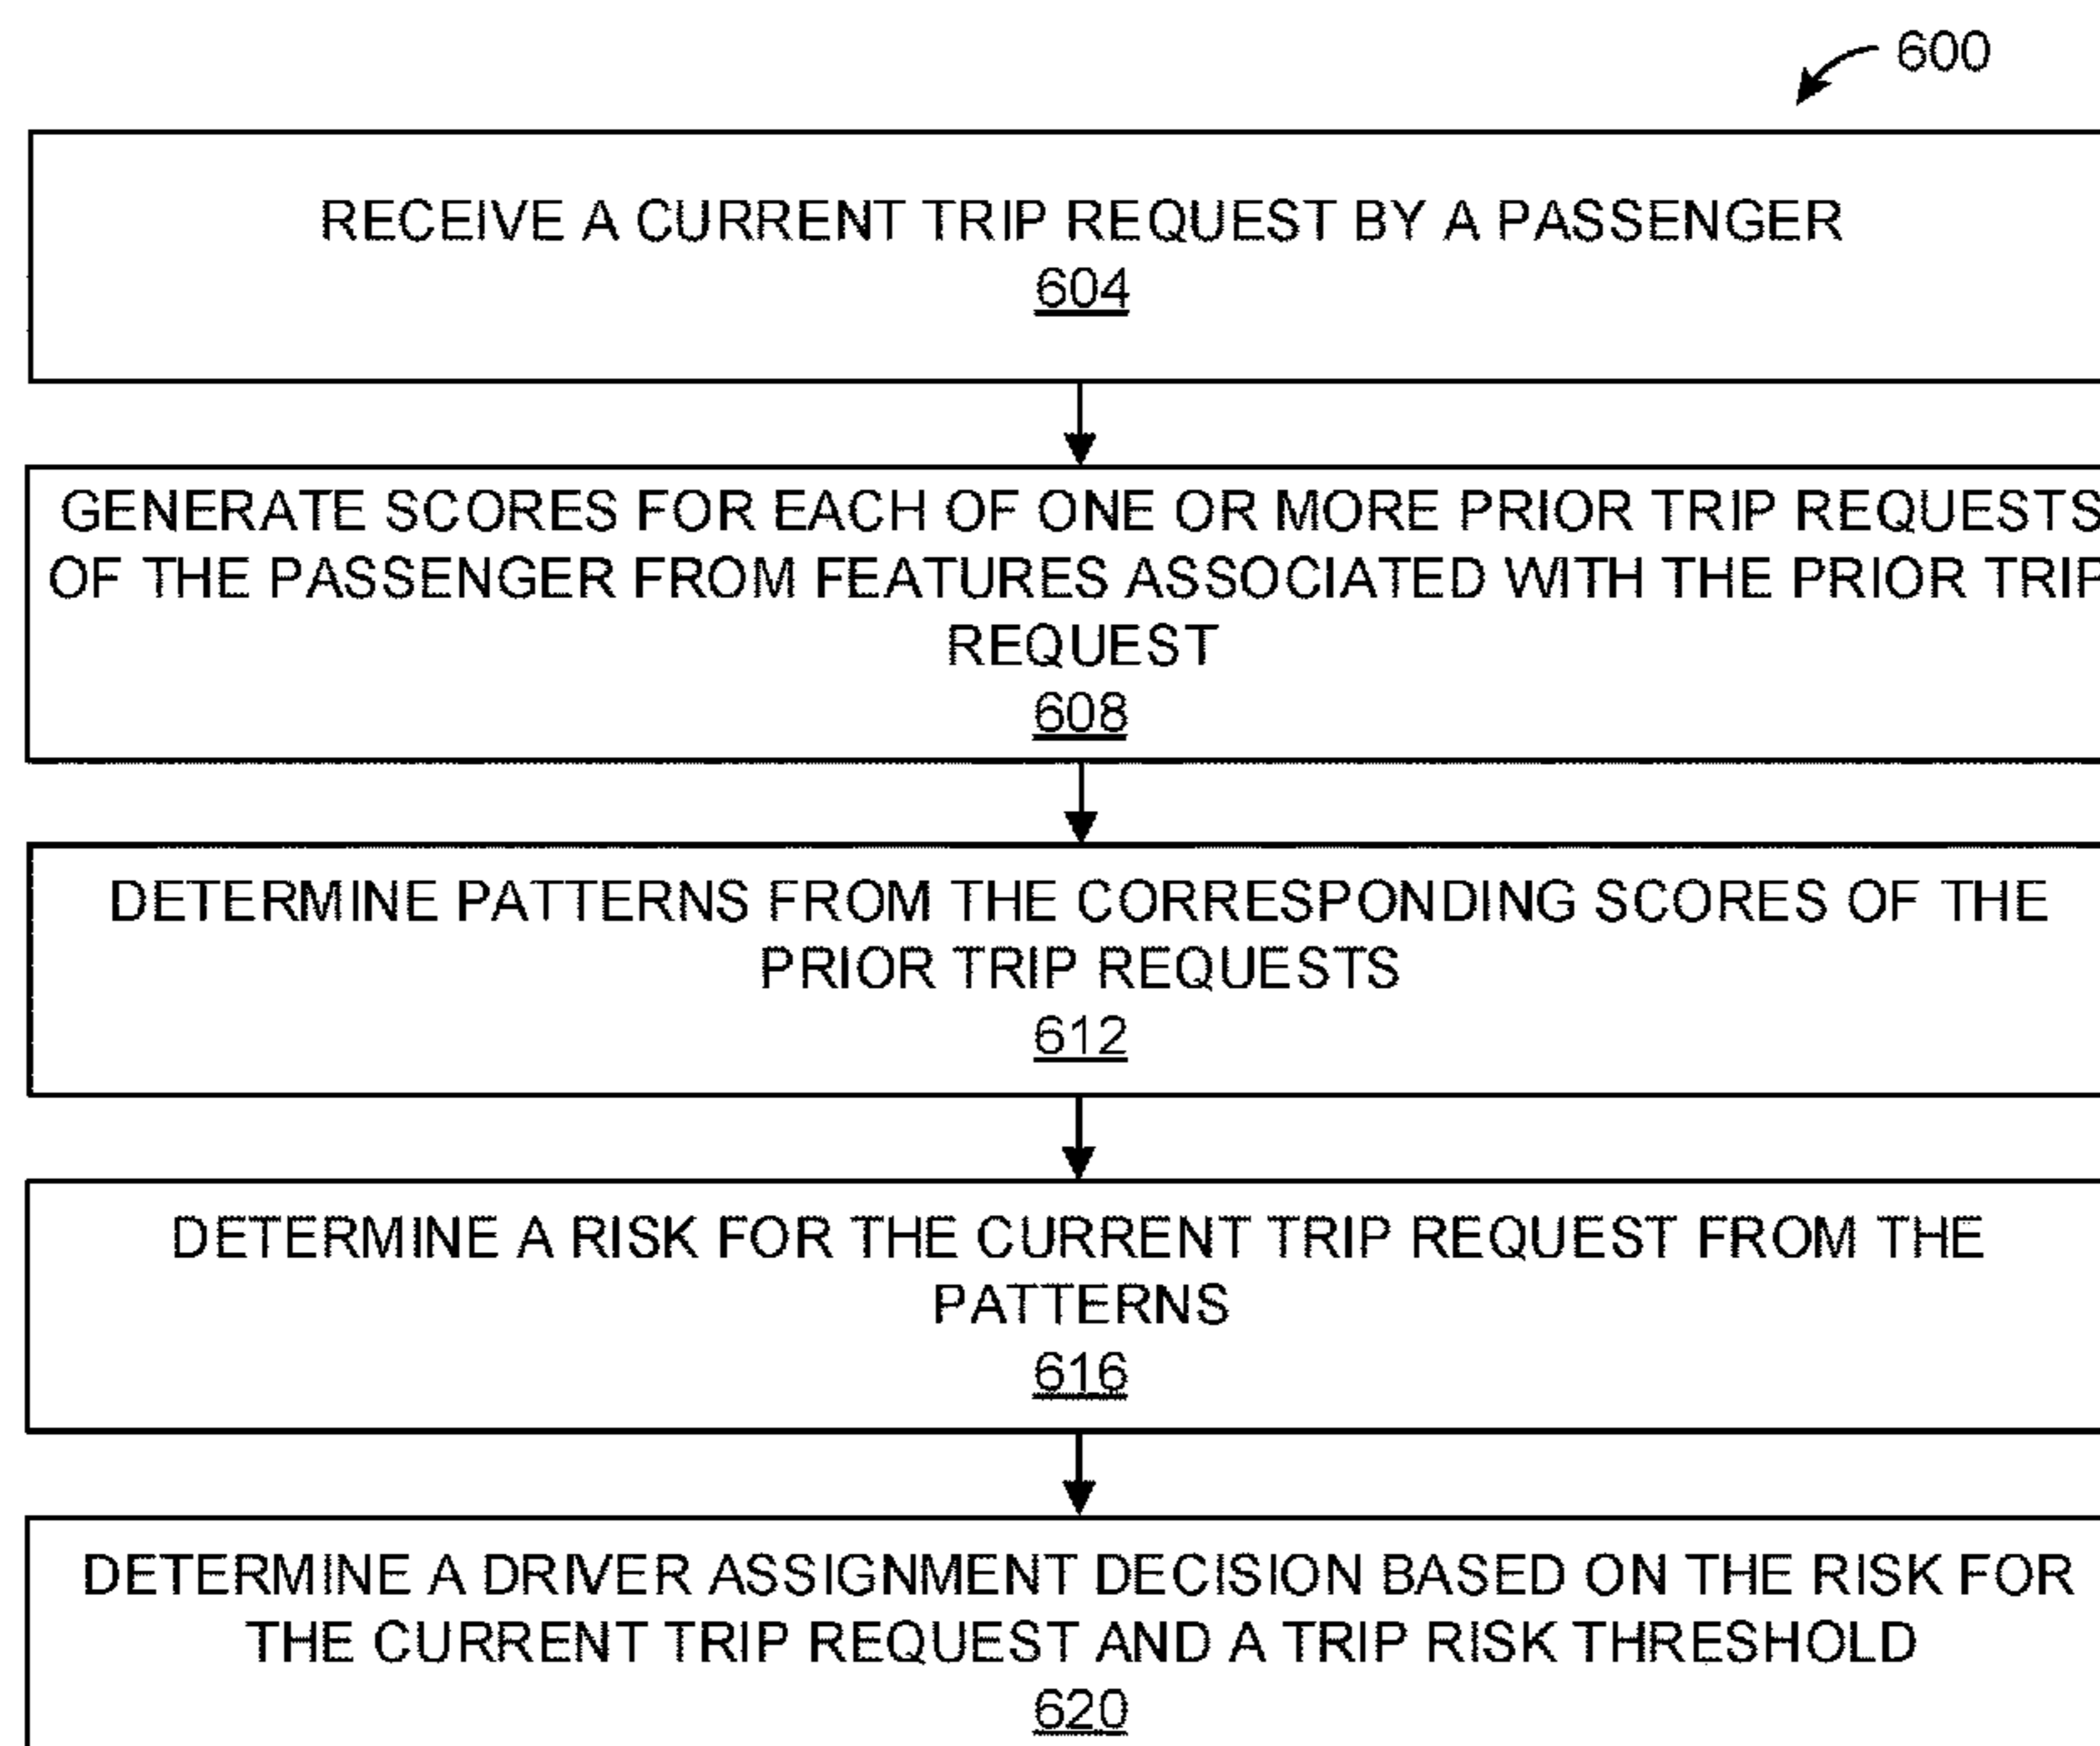 600
RECEIVE A CURRENT TRIP REQUEST BY A PASSENGER
604
GENERATE SCORES FOR EACH OF ONE OR MORE PRIOR TRIP REQUESTS
OF THE PASSENGER FROM FEATURES ASSOCIATED WITH THE PRIOR TRIP
REQUEST
608
DETERMINE PATTERNS FROM THE CORRESPONDING SCORES OF THE
PRIOR TRIP REQUESTS
612
DETERMINE A RISK FOR THE CURRENT TRIP REQUEST FROM THE
PATTERNS
616
DETERMINE A DRIVER ASSIGNMENT DECISION BASED ON THE RISK FOR
THE CURRENT TRIP REQUEST AND A TRIP RISK THRESHOLD
620